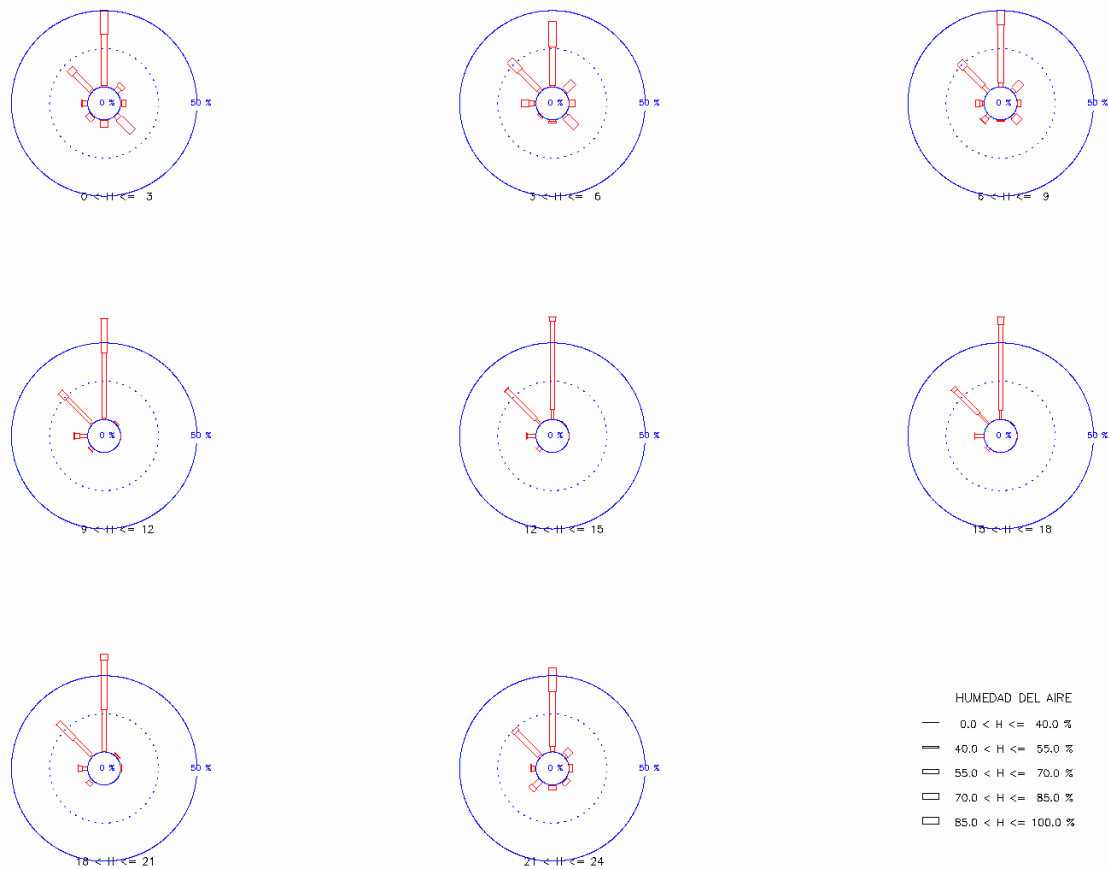 0 % 50 %
0 % 50 %
0 % 50 %
0 < H <= 3
3 < H <= 6
6 < H <= 9
0 % 50 %
0 % 50 %
0 % 50 %
9 < H <= 12
12 < H <= 15
15 < H <= 18
0 % 50 %
0 % 50 %
18 < H <= 21
21 < H <= 24
HUMEDAD DEL AIRE
0.0 < H <= 40.0 %
40.0 < H <= 55.0 %
55.0 < H <= 70.0 %
70.0 < H <= 85.0 %
85.0 < H <= 100.0 %